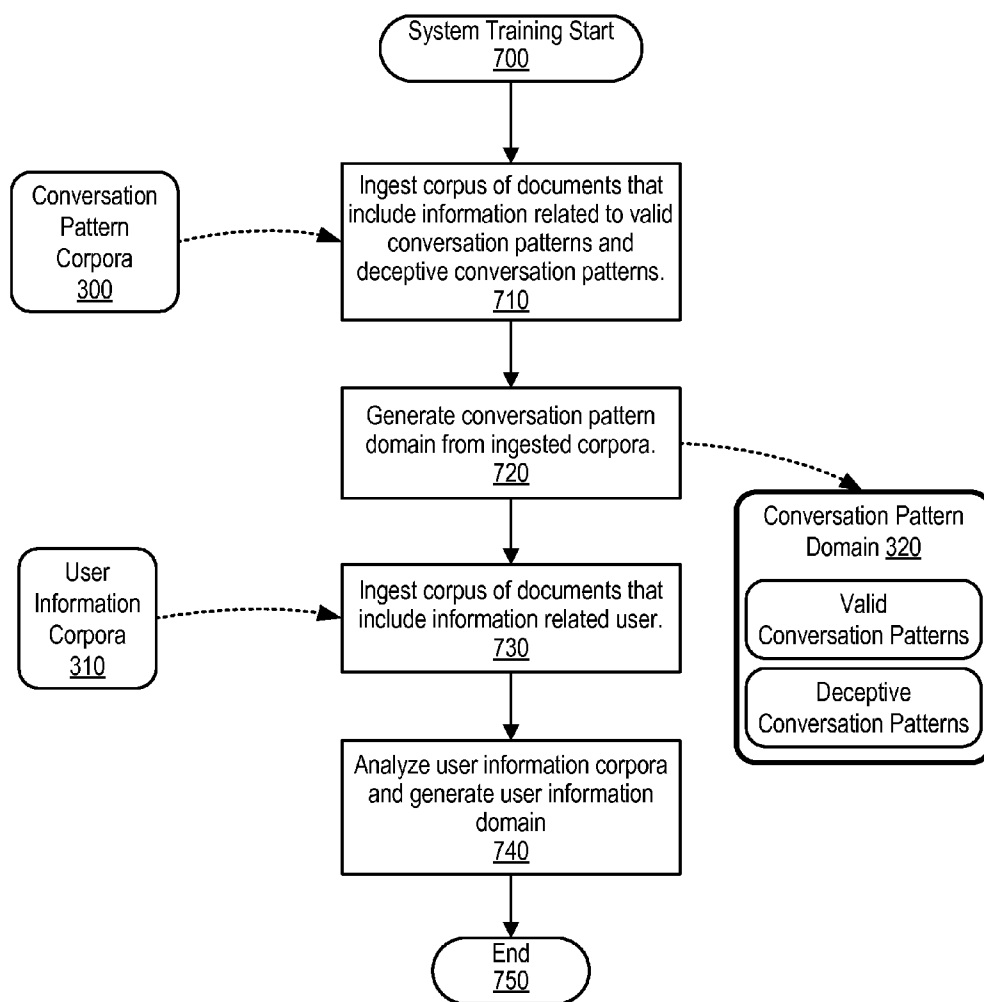 System Training Start
700
Conversation
Pattern
Corpora
300
Ingest corpus of documents that
include information related to valid
conversation patterns and
deceptive conversation patterns.
710
Generate conversation pattern
domain from ingested corpora.
720
Conversation Pattern
Domain 320
Valid
Conversation Patterns
Deceptive
Conversation Patterns
User
Information
Corpora
310
Ingest corpus of documents that
include information related user.
730
Analyze user information corpora
and generate user information
domain
740
End
750